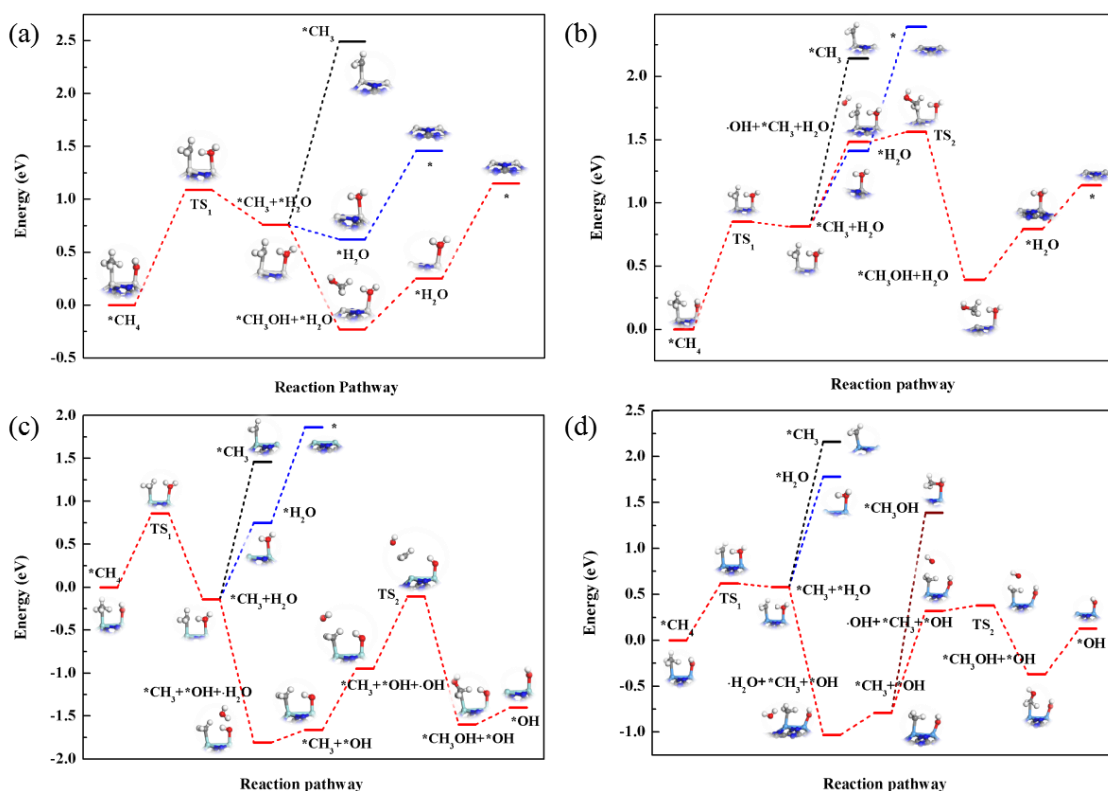 (a)
Energy (eV)
2.5
2.0
1.5
1.0
0.5
0.0
-0.5
*CH₃
TS₁
*CH₃+*H₂O
*
*
*H₂O
*H₂O
*CH₄
*CH₃OH+*H₂O
Reaction Pathway
(b)
Energy (eV)
2.0
1.5
1.0
0.5
0.0
*
*CH₃
·OH+*CH₃+H₂O
TS₂
*H₂O
TS₁
*CH₃+H₂O
*
*H₂O
*CH₃OH+H₂O
*CH₄
Reaction pathway
(c)
Energy (eV)
2.0
1.5
1.0
0.5
0.0
-0.5
-1.0
-1.5
-2.0
*
*CH₃
*H₂O
TS₁
*CH₄
*CH₃+H₂O
TS₂
*CH₃+*OH+·H₂O
*CH₃+*OH+·OH
*CH₃+*OH
*CH₃OH+*OH
*OH
Reaction pathway
(d)
Energy (eV)
2.5
2.0
1.5
1.0
0.5
0.0
-0.5
-1.0
*CH₃
*H₂O
*CH₃OH
TS₁
*CH₃+*H₂O
*CH₄
·OH+*CH₃+*OH
TS₂
*OH
*CH₃OH+*OH
·H₂O+*CH₃+*OH
*CH₃+*OH
Reaction pathway